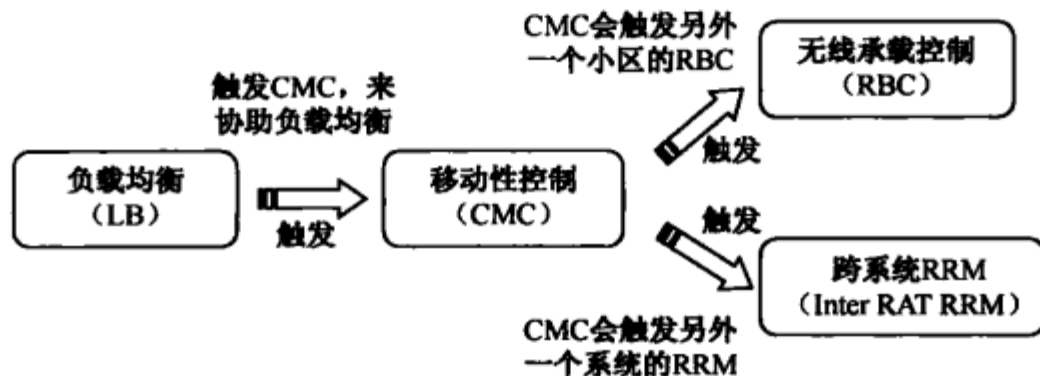 CMC会触发另外
一个小区的RBC
无线承载控制
（RBC）
触发CMC，来
协助负载均衡
触发
负载均衡
（LB）
触发
移动性控制
（CMC）
触发
跨系统RRM
（Inter RAT RRM）
CMC会触发另外
一个系统的RRM